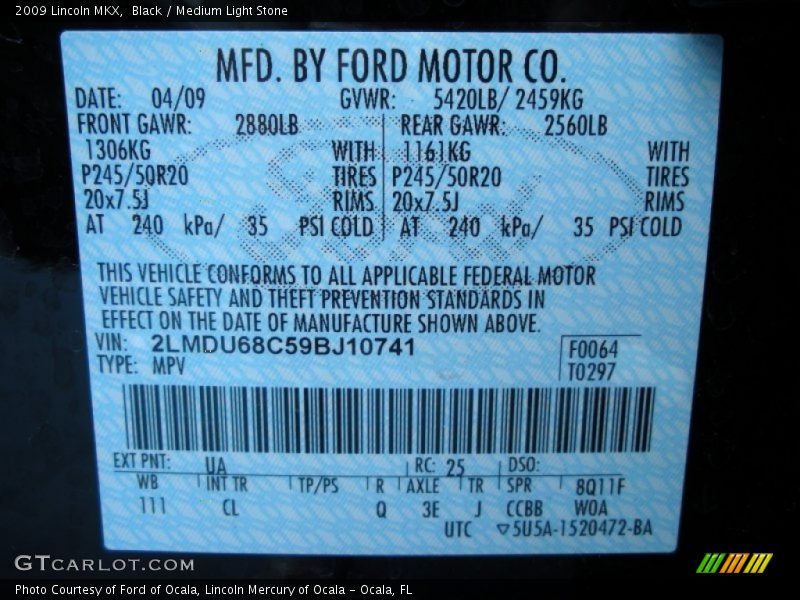 2009 Lincoln MKX,  Black / Medium Light Stone
MFD. BY FORD MOTOR CO.
DATE: 04/09 GVWR: 5420LB/ 2459KG
FRONT GAWR: 2880LB REAR GAWR: 2560LB
1306KG WITH 1161KG WITH
P245/50R20 TIRES P245/50R20 TIRES
20x7.5J RIMS 20x7.5J RIMS
AT 240 kPa/ 35 PSI COLD AT 240 kPa/ 35 PSI COLD
THIS VEHICLE CONFORMS TO ALL APPLICABLE FEDERAL MOTOR
VEHICLE SAFETY AND THEFT PREVENTION STANDARDS IN
EFFECT ON THE DATE OF MANUFACTURE SHOWN ABOVE.
VIN: 2LMDU68C59BJ10741 F0064
TYPE: MPV T0297
EXT PNT: UA RC: 25 DSO:
WB INT TR TP/PS R AXLE TR SPR 8Q11F
111 CL Q 3E J CCBB WOA
UTC ▽5U5A-1520472-BA
GTCARLOT.COM
Photo Courtesy of Ford of Ocala, Lincoln Mercury of Ocala - Ocala, FL